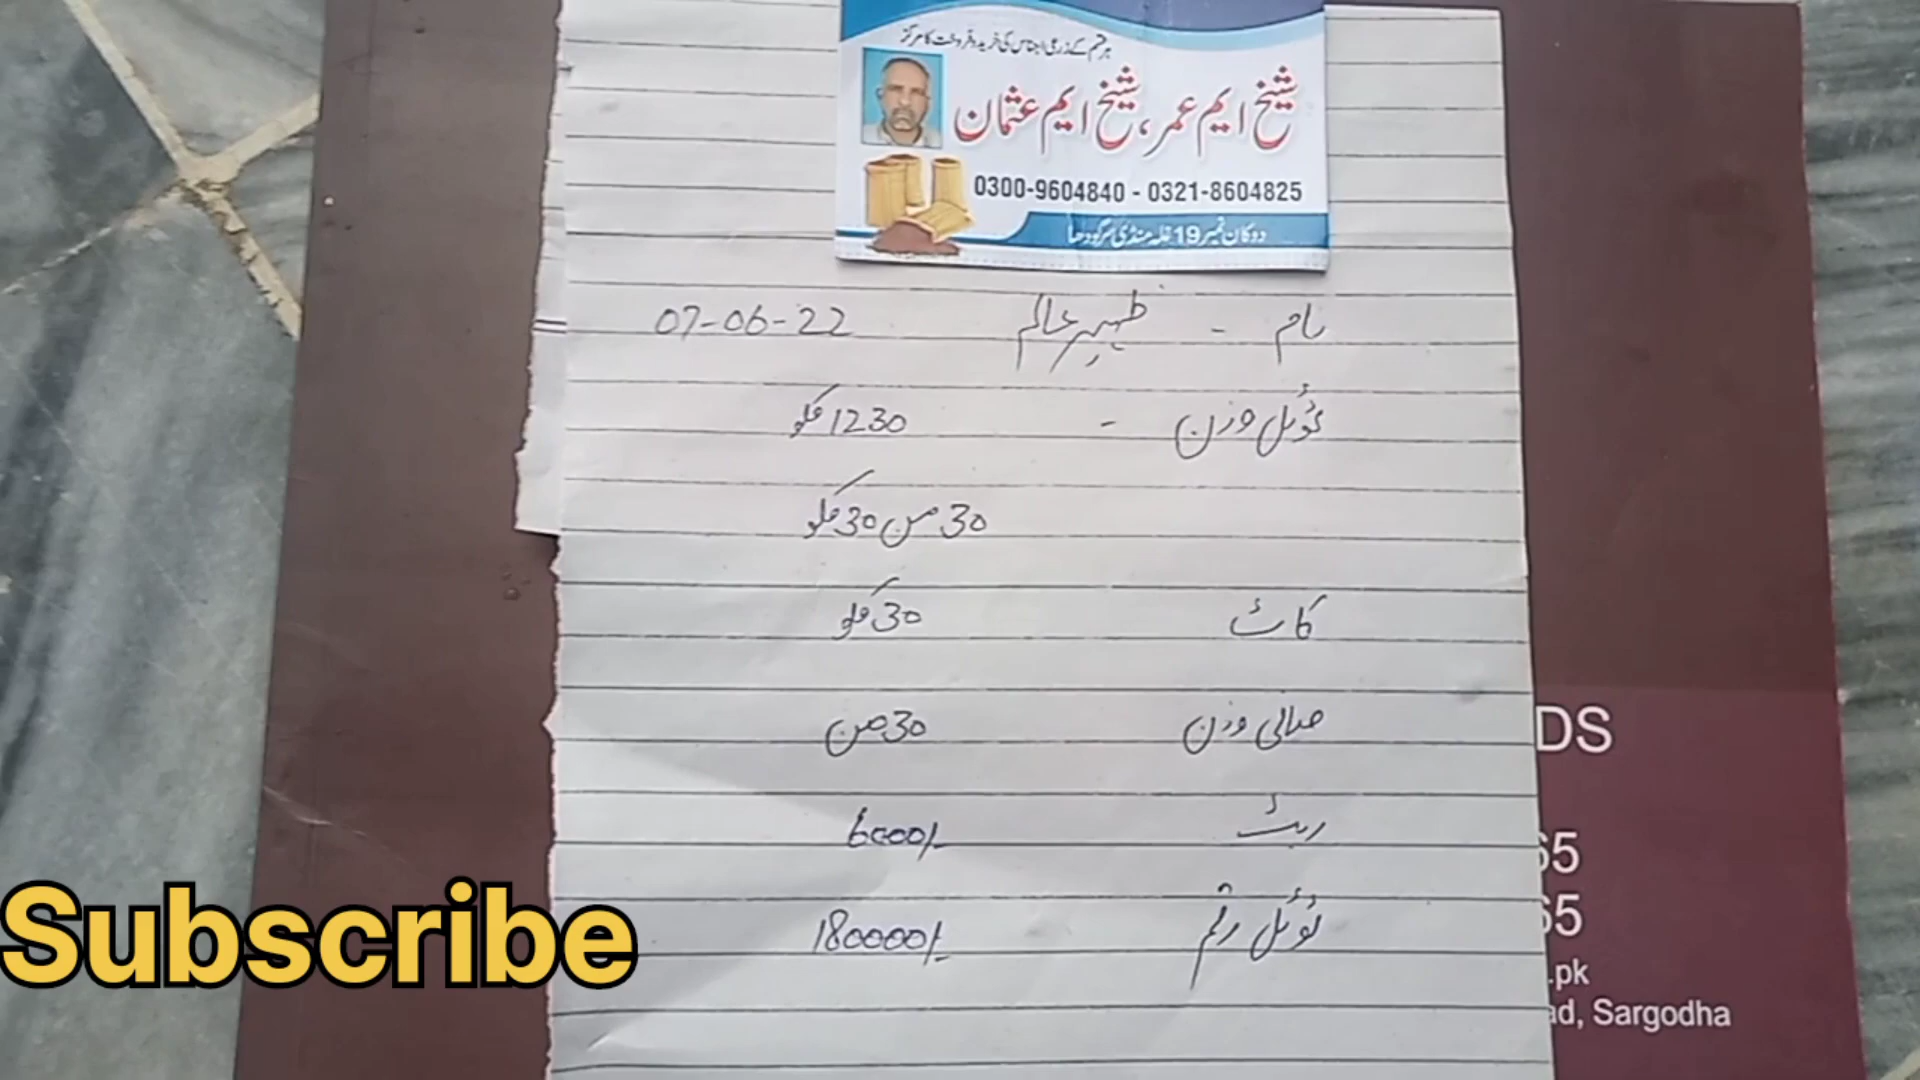 ہر قسم کے زرعی اجناس کی خرید و فروخت کا مرکز
شیخ ایم عمر، شیخ ایم عثمان
0300-9604840 - 0321-8604825
دوکان نمبر 19 غلہ منڈی سرگودھا
نام - ظہیر عالم 07-06-22
ٹوٹل وزن - 1230 کلو
30 من 30 کلو
کاٹ 30 کلو
صافی وزن 30 من
ریٹ 6000/-
ٹوٹل رقم 180000/-
DS
65
65
.pk
ad, Sargodha
Subscribe